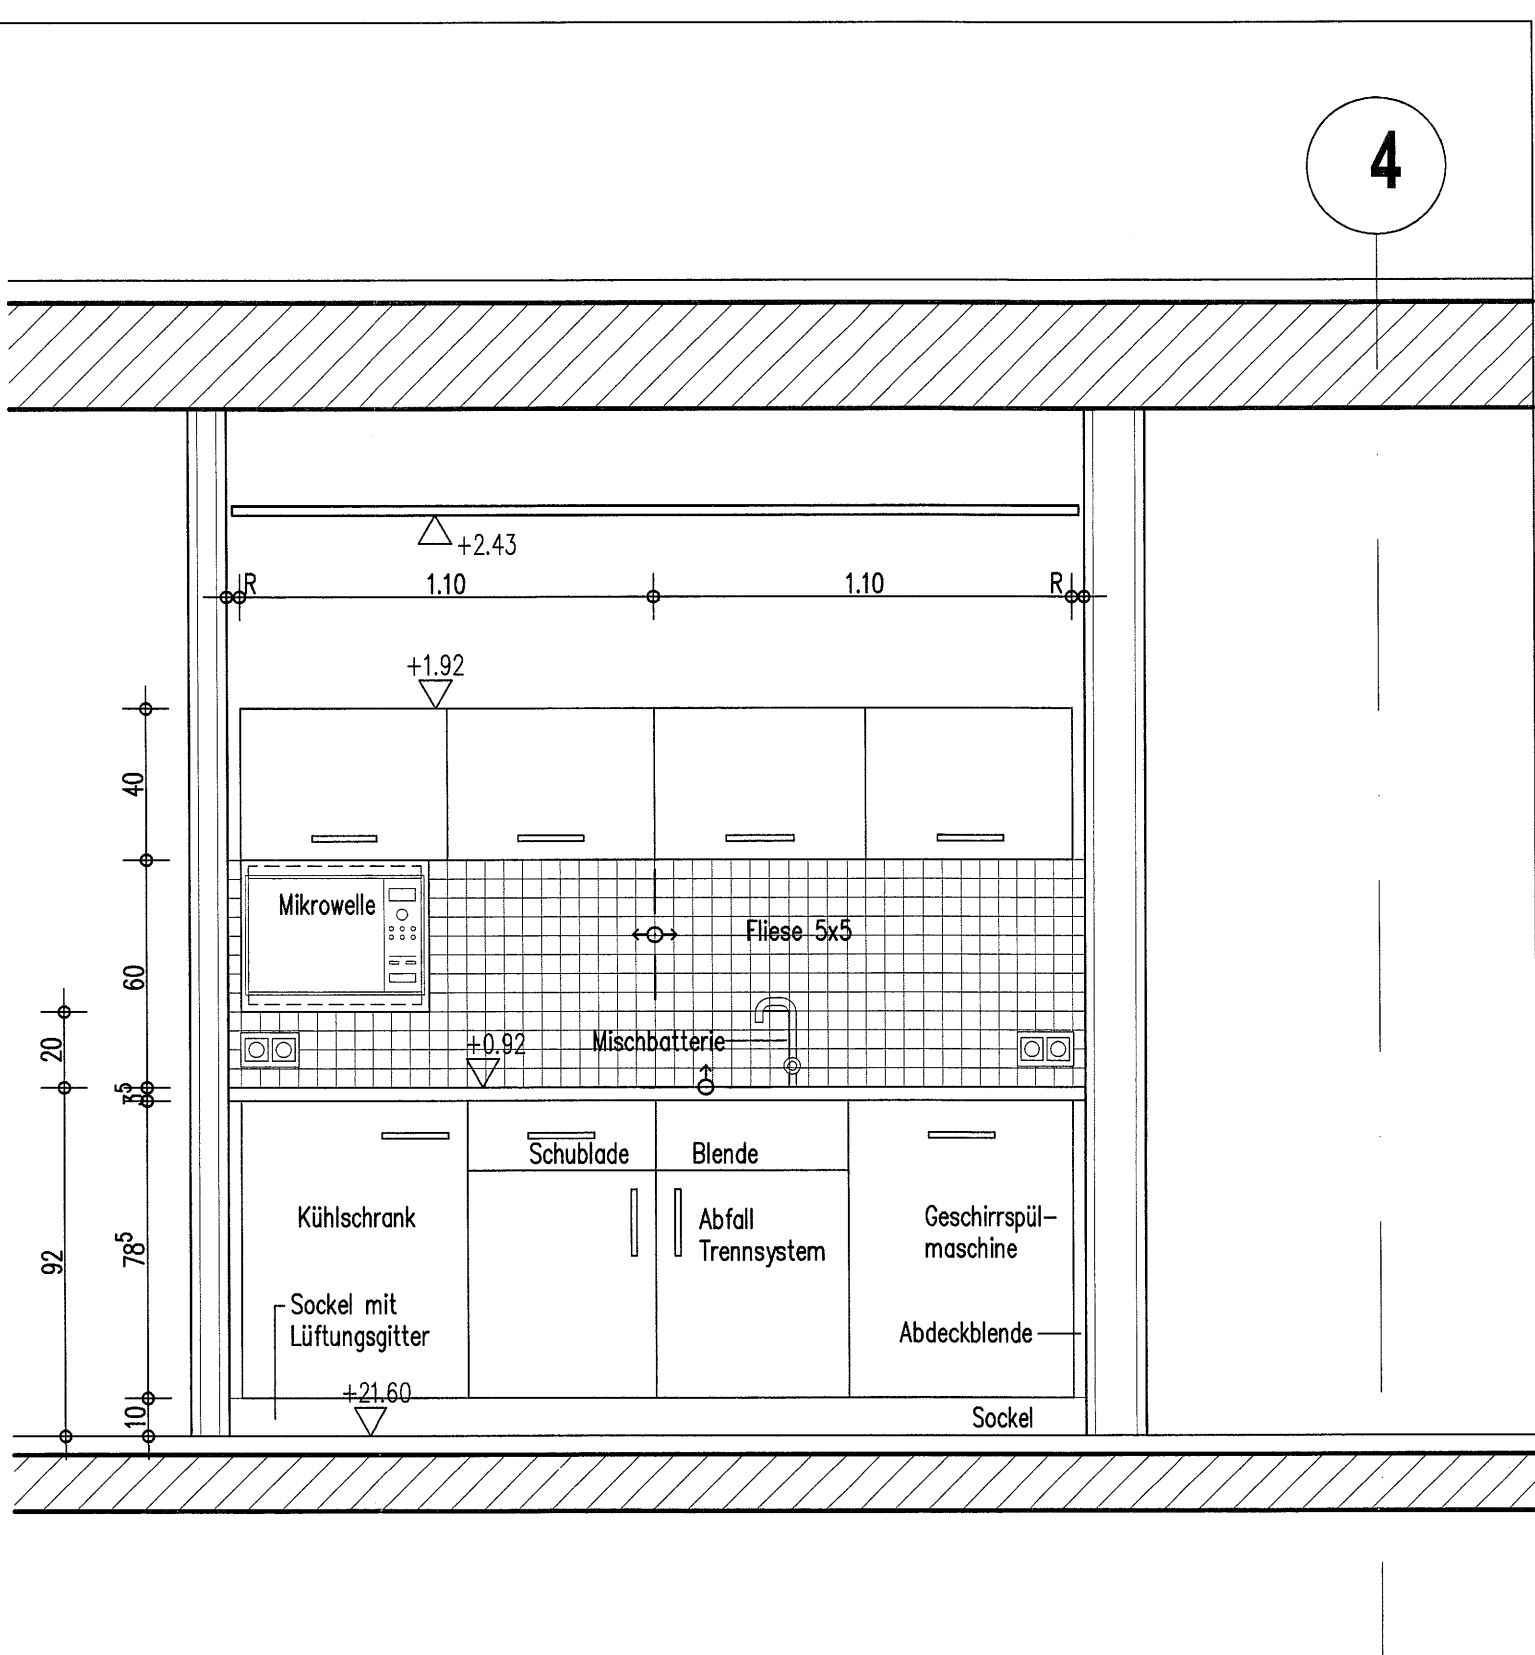 4
+2.43
R
1.10
1.10
R
+1.92
40
Mikrowelle
Fliese 5x5
60
20
+0.92
Mischbatterie
3⁵
Schublade
Blende
Kühlschrank
Abfall
Trennsystem
Geschirrspül–
maschine
92
78⁵
Sockel mit
Lüftungsgitter
Abdeckblende
+21.60
10
Sockel